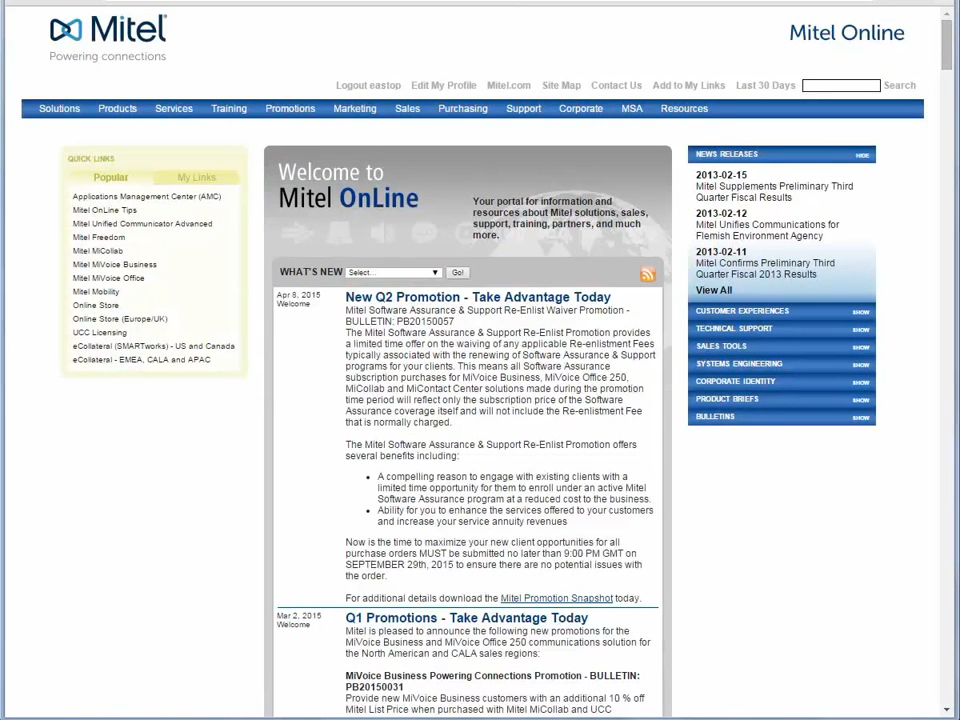 Mitel
Powering connections
Mitel Online
Logout eastop Edit My Profile Mitel.com Site Map Contact Us Add to My Links Last 30 Days Search
Solutions Products Services Training Promotions Marketing Sales Purchasing Support Corporate MSA Resources
QUICK LINKS
Popular My Links
Applications Management Center (AMC)
Mitel OnLine Tips
Mitel Unified Communicator Advanced
Mitel Freedom
Mitel MiCollab
Mitel MiVoice Business
Mitel MiVoice Office
Mitel Mobility
Online Store
Online Store (Europe/UK)
UCC Licensing
eCollateral (SMARTworks) - US and Canada
eCollateral - EMEA, CALA and APAC
Welcome to
Mitel OnLine
Your portal for information and
resources about Mitel solutions, sales,
support, training, partners, and much
more.
WHAT'S NEW Select... Go!
Apr 8, 2015
Welcome
New Q2 Promotion - Take Advantage Today
Mitel Software Assurance & Support Re-Enlist Waiver Promotion -
BULLETIN: PB20150057
The Mitel Software Assurance & Support Re-Enlist Promotion provides
a limited time offer on the waiving of any applicable Re-enlistment Fees
typically associated with the renewing of Software Assurance & Support
programs for your clients. This means all Software Assurance
subscription purchases for MiVoice Business, MiVoice Office 250,
MiCollab and MiContact Center solutions made during the promotion
time period will reflect only the subscription price of the Software
Assurance coverage itself and will not include the Re-enlistment Fee
that is normally charged.
The Mitel Software Assurance & Support Re-Enlist Promotion offers
several benefits including:
• A compelling reason to engage with existing clients with a
limited time opportunity for them to enroll under an active Mitel
Software Assurance program at a reduced cost to the business.
• Ability for you to enhance the services offered to your customers
and increase your service annuity revenues
Now is the time to maximize your new client opportunities for all
purchase orders MUST be submitted no later than 9:00 PM GMT on
SEPTEMBER 29th, 2015 to ensure there are no potential issues with
the order.
For additional details download the Mitel Promotion Snapshot today.
Mar 2, 2015
Welcome
Q1 Promotions - Take Advantage Today
Mitel is pleased to announce the following new promotions for the
MiVoice Business and MiVoice Office 250 communications solution for
the North American and CALA sales regions:
MiVoice Business Powering Connections Promotion - BULLETIN:
PB20150031
Provide new MiVoice Business customers with an additional 10 % off
Mitel List Price when purchased with Mitel MiCollab and UCC
NEWS RELEASES HIDE
2013-02-15
Mitel Supplements Preliminary Third
Quarter Fiscal Results
2013-02-12
Mitel Unifies Communications for
Flemish Environment Agency
2013-02-11
Mitel Confirms Preliminary Third
Quarter Fiscal 2013 Results
View All
CUSTOMER EXPERIENCES SHOW
TECHNICAL SUPPORT SHOW
SALES TOOLS SHOW
SYSTEMS ENGINEERING SHOW
CORPORATE IDENTITY SHOW
PRODUCT BRIEFS SHOW
BULLETINS SHOW